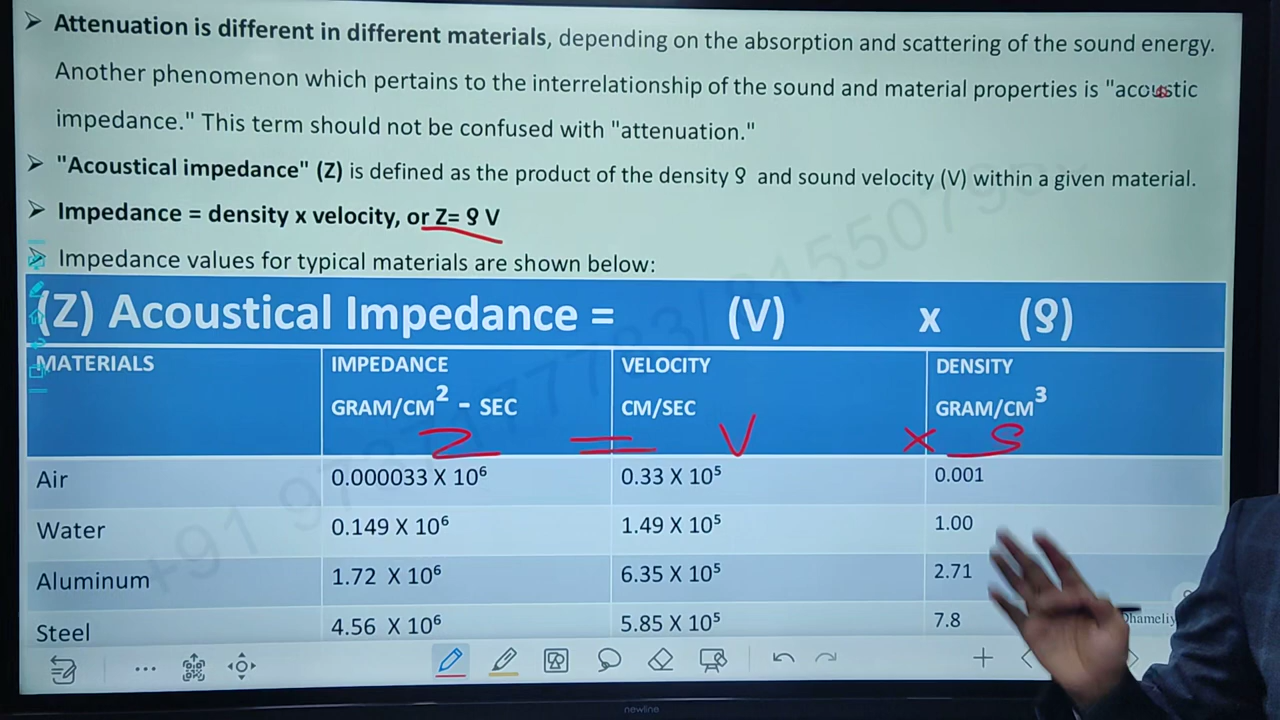 ➤ Attenuation is different in different materials, depending on the absorption and scattering of the sound energy.
Another phenomenon which pertains to the interrelationship of the sound and material properties is "acoustic
impedance." This term should not be confused with "attenuation."
➤ "Acoustical impedance" (Z) is defined as the product of the density ϱ and sound velocity (V) within a given material.
➤ Impedance = density x velocity, or Z= ϱ V
➤ Impedance values for typical materials are shown below:
(Z) Acoustical Impedance = (V) x (ϱ)
MATERIALS IMPEDANCE VELOCITY DENSITY
GRAM/CM² - SEC CM/SEC GRAM/CM³
Z = V × ϱ
Air 0.000033 X 10⁶ 0.33 X 10⁵ 0.001
Water 0.149 X 10⁶ 1.49 X 10⁵ 1.00
Aluminum 1.72 X 10⁶ 6.35 X 10⁵ 2.71
Steel 4.56 X 10⁶ 5.85 X 10⁵ 7.8
newline